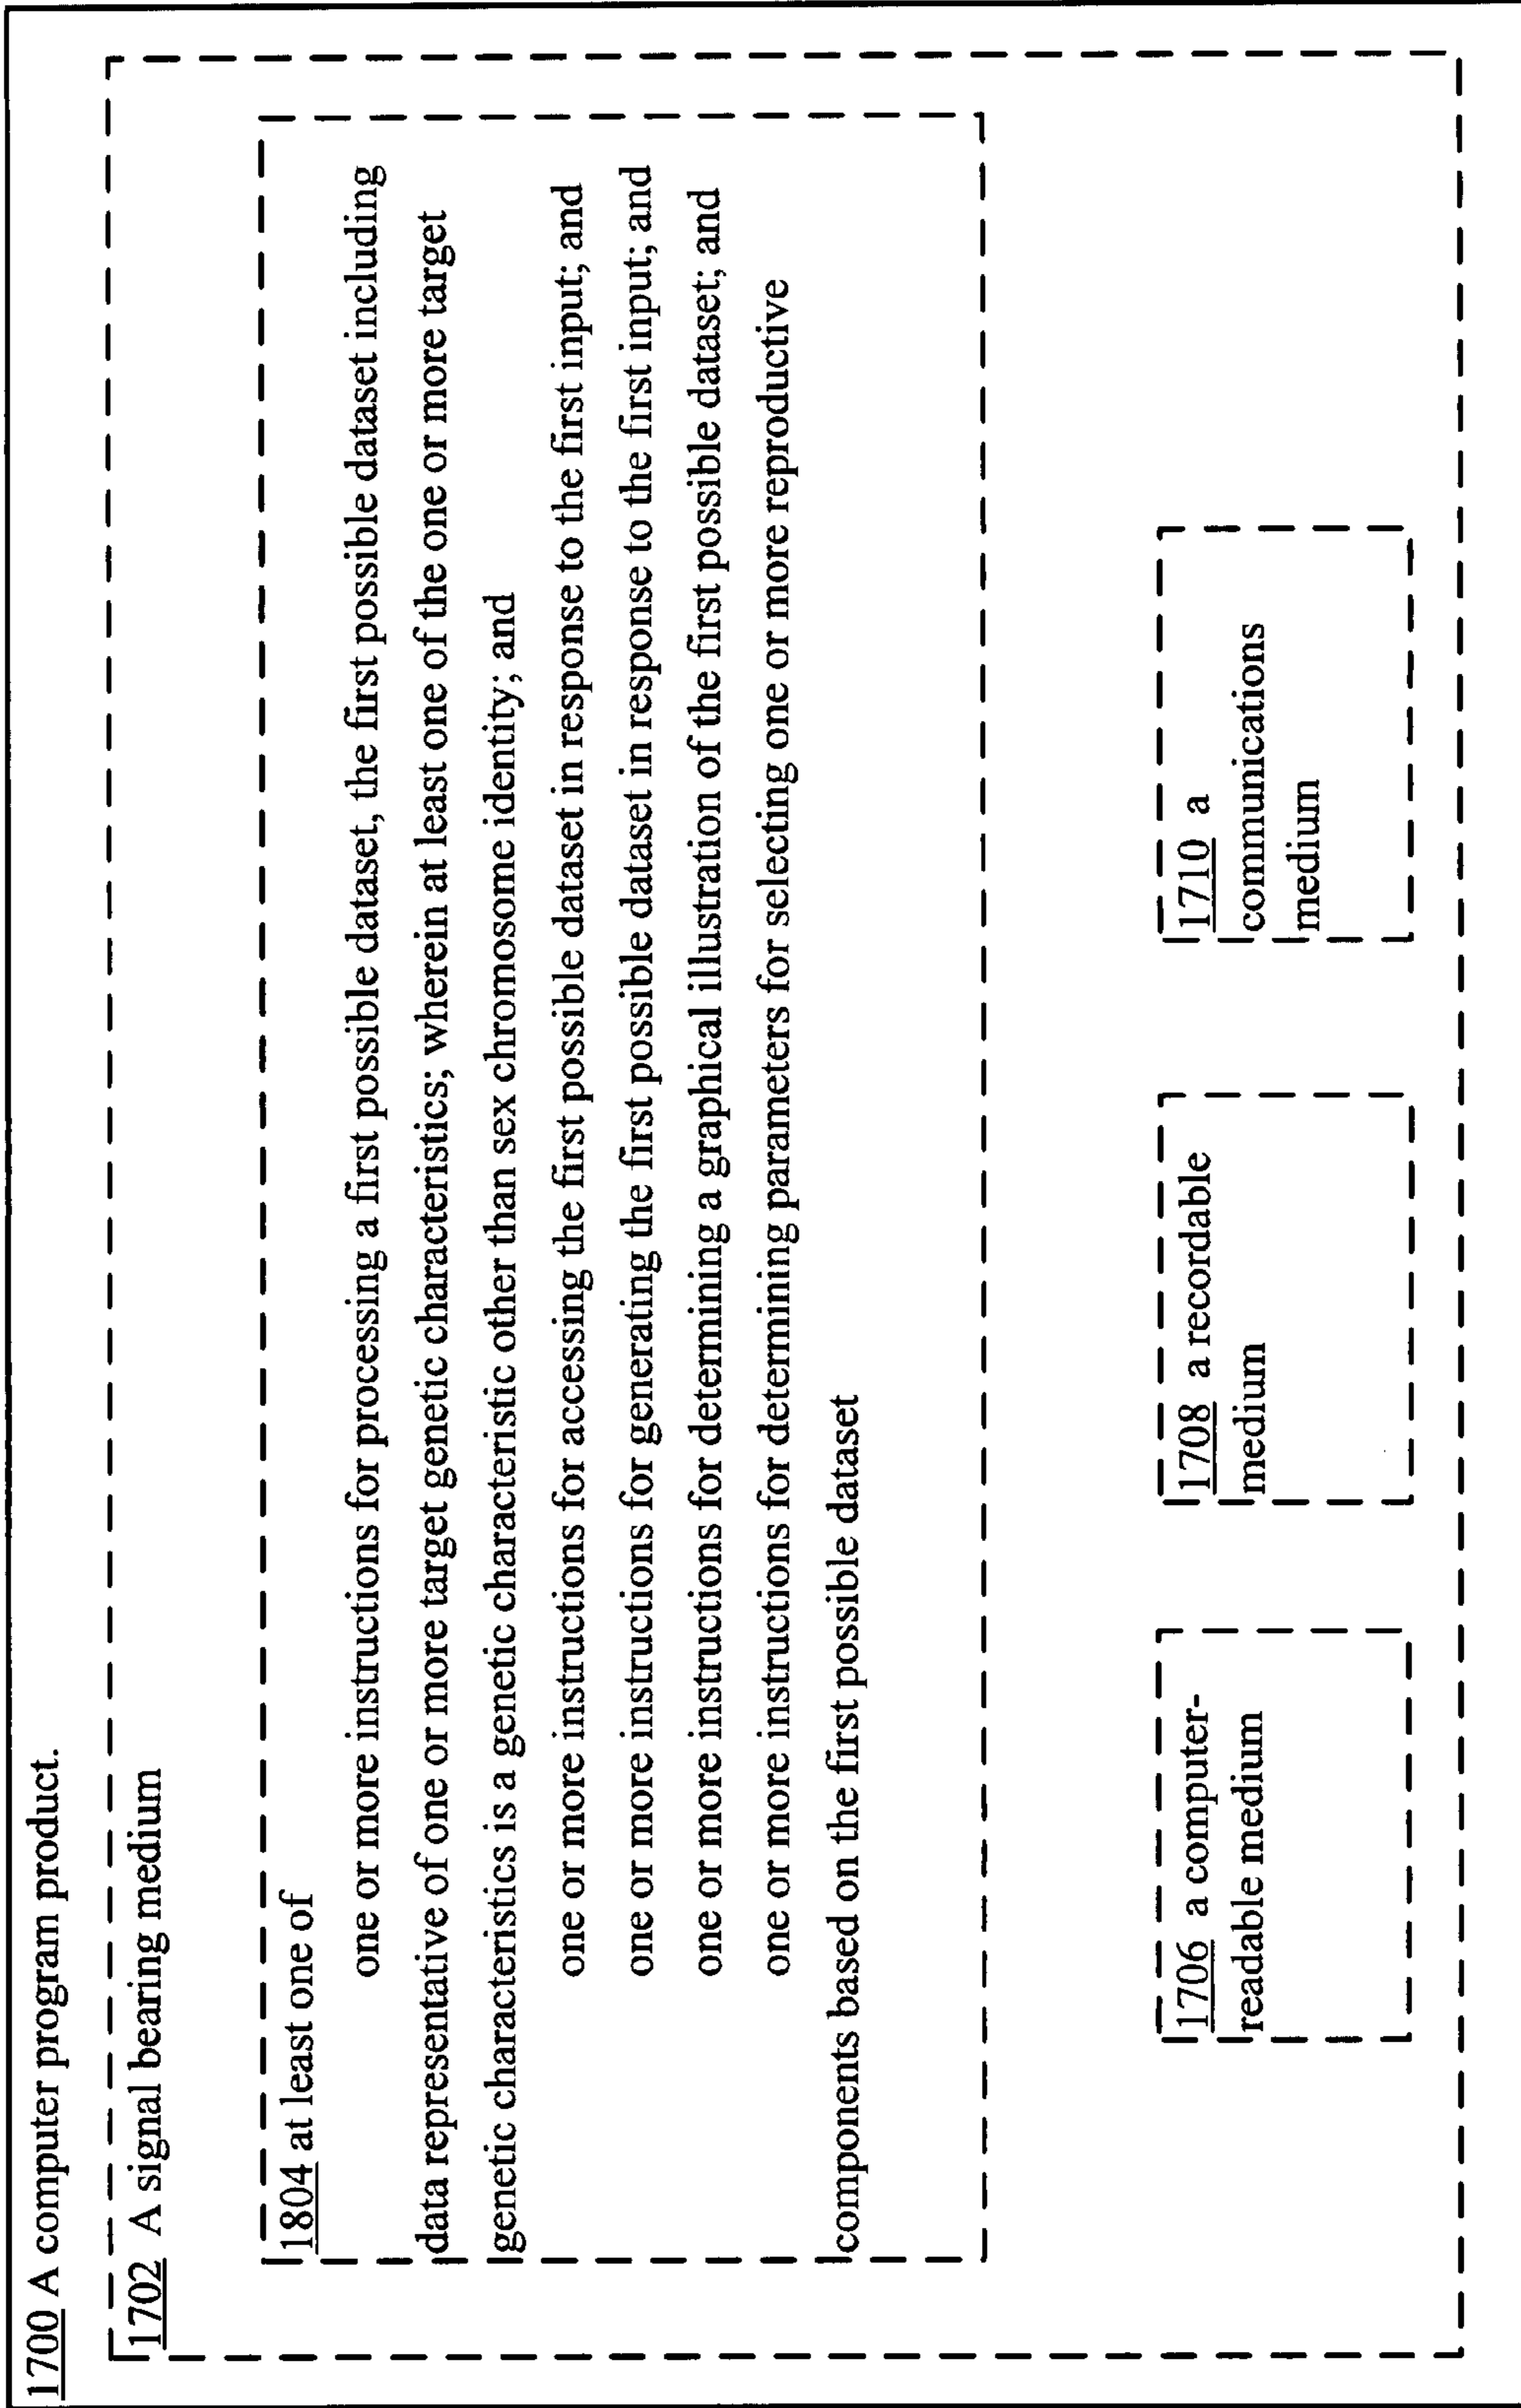 1700 A computer program product.
1702 A signal bearing medium
1804 at least one of
one or more instructions for processing a first possible dataset, the first possible dataset including
data representative of one or more target genetic characteristics; wherein at least one of the one or more target
genetic characteristics is a genetic characteristic other than sex chromosome identity; and
one or more instructions for accessing the first possible dataset in response to the first input; and
one or more instructions for generating the first possible dataset in response to the first input; and
one or more instructions for determining a graphical illustration of the first possible dataset; and
one or more instructions for determining parameters for selecting one or more reproductive
components based on the first possible dataset
1706 a computer-
readable medium
1708 a recordable
medium
1710 a
communications
medium